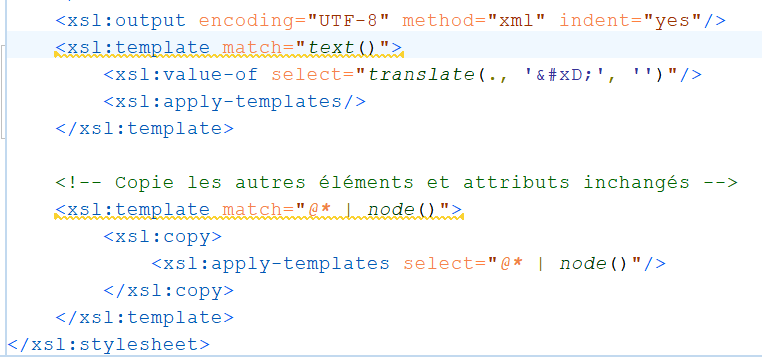 <xsl:output encoding="UTF-8" method="xml" indent="yes"/>
<xsl:template match="text()">
<xsl:value-of select="translate(., '&#xD;', '')"/>
<xsl:apply-templates/>
</xsl:template>
<!-- Copie les autres éléments et attributs inchangés -->
<xsl:template match="@* | node()">
<xsl:copy>
<xsl:apply-templates select="@* | node()"/>
</xsl:copy>
</xsl:template>
</xsl:stylesheet>